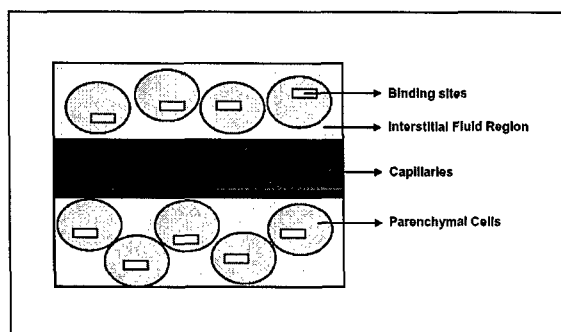 Binding sites
Interstitial Fluid Region
Capillaries
Parenchymal Cells